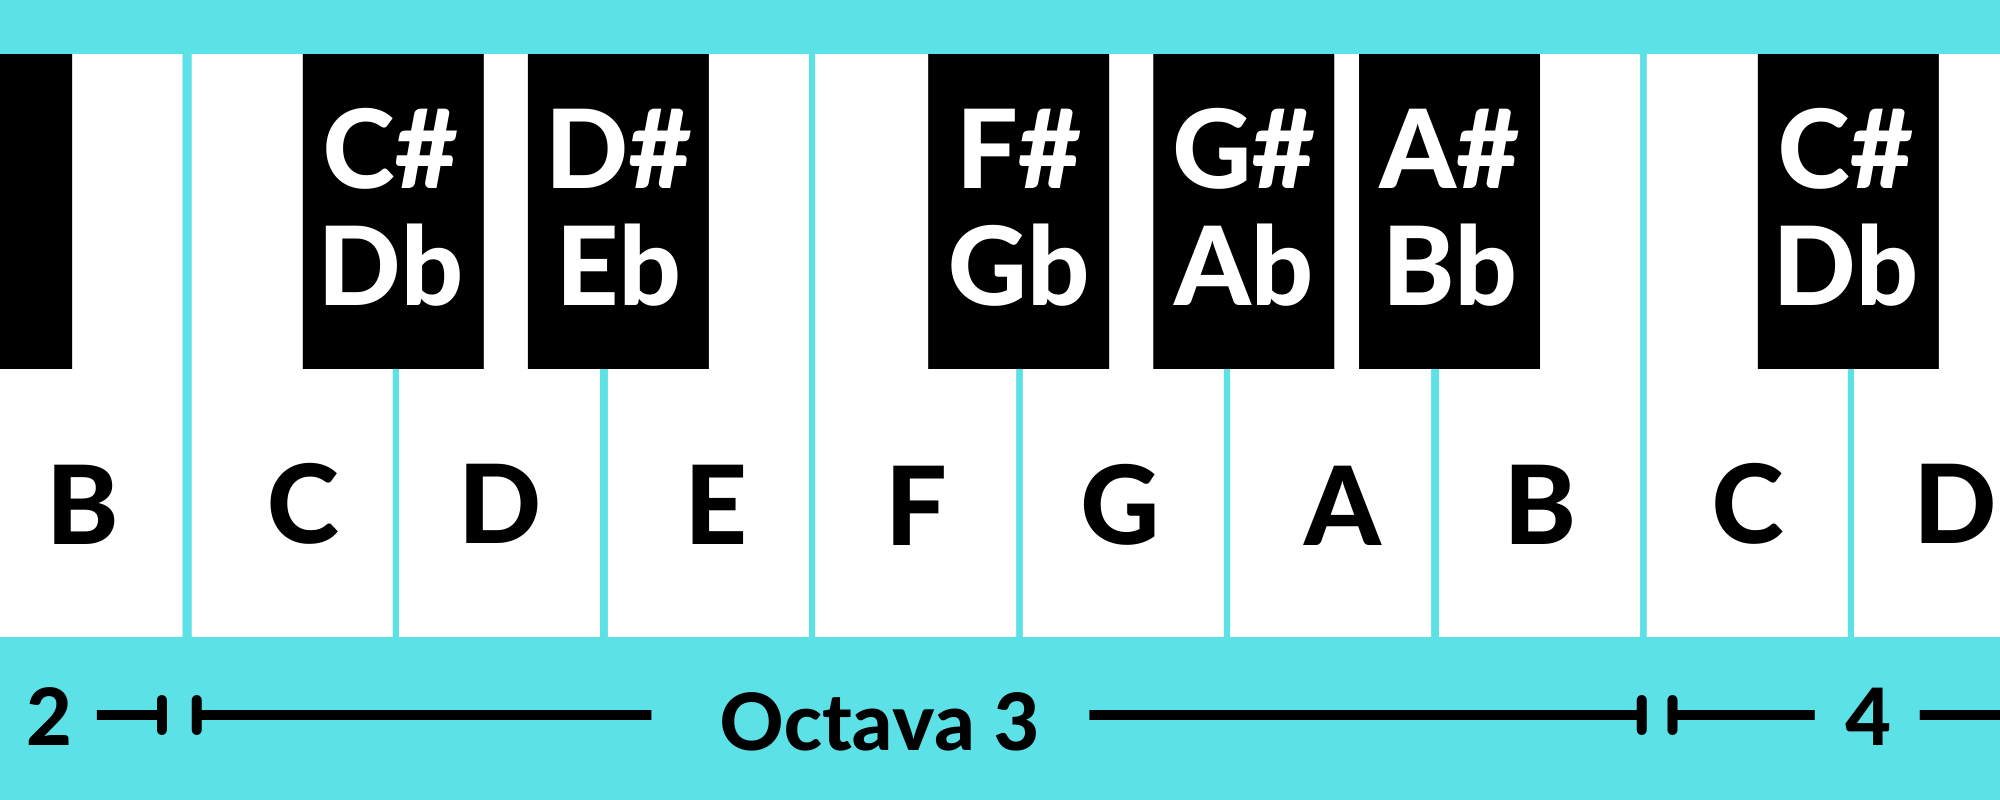 C# D# F# G# A# C#
Db Eb Gb Ab Bb Db
B C D E F G A B C D
2 Octava 3 4